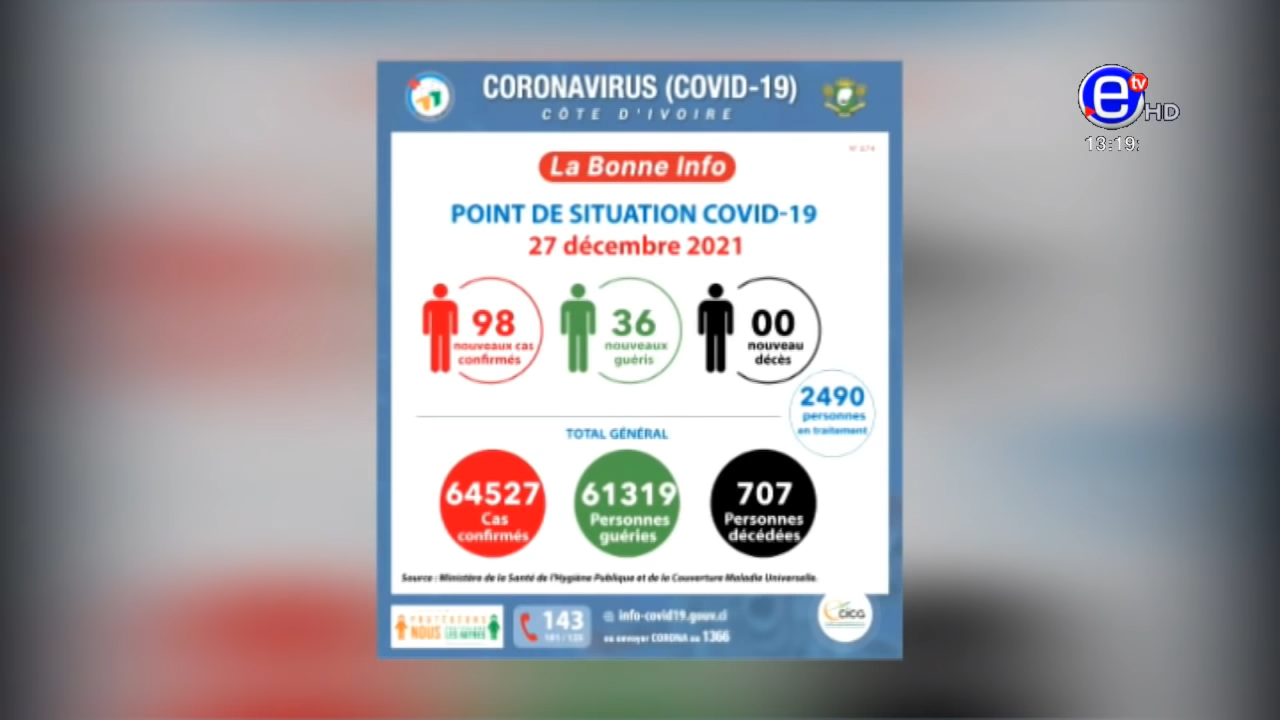 CORONAVIRUS (COVID-19)
CÔTE D'IVOIRE
e tv HD
13:19
N° 674
La Bonne Info
POINT DE SITUATION COVID-19
27 décembre 2021
98
nouveaux cas
confirmés
36
nouveaux
guéris
00
nouveau
décès
2490
personnes
en traitement
TOTAL GÉNÉRAL
64527
Cas
confirmés
61319
Personnes
guéries
707
Personnes
décédées
Source : Ministère de la Santé de l'Hygiène Publique et de la Couverture Maladie Universelle.
NOUS
143
info-covid19.gouv.ci
ou envoyer CORONA au 1366
CICG